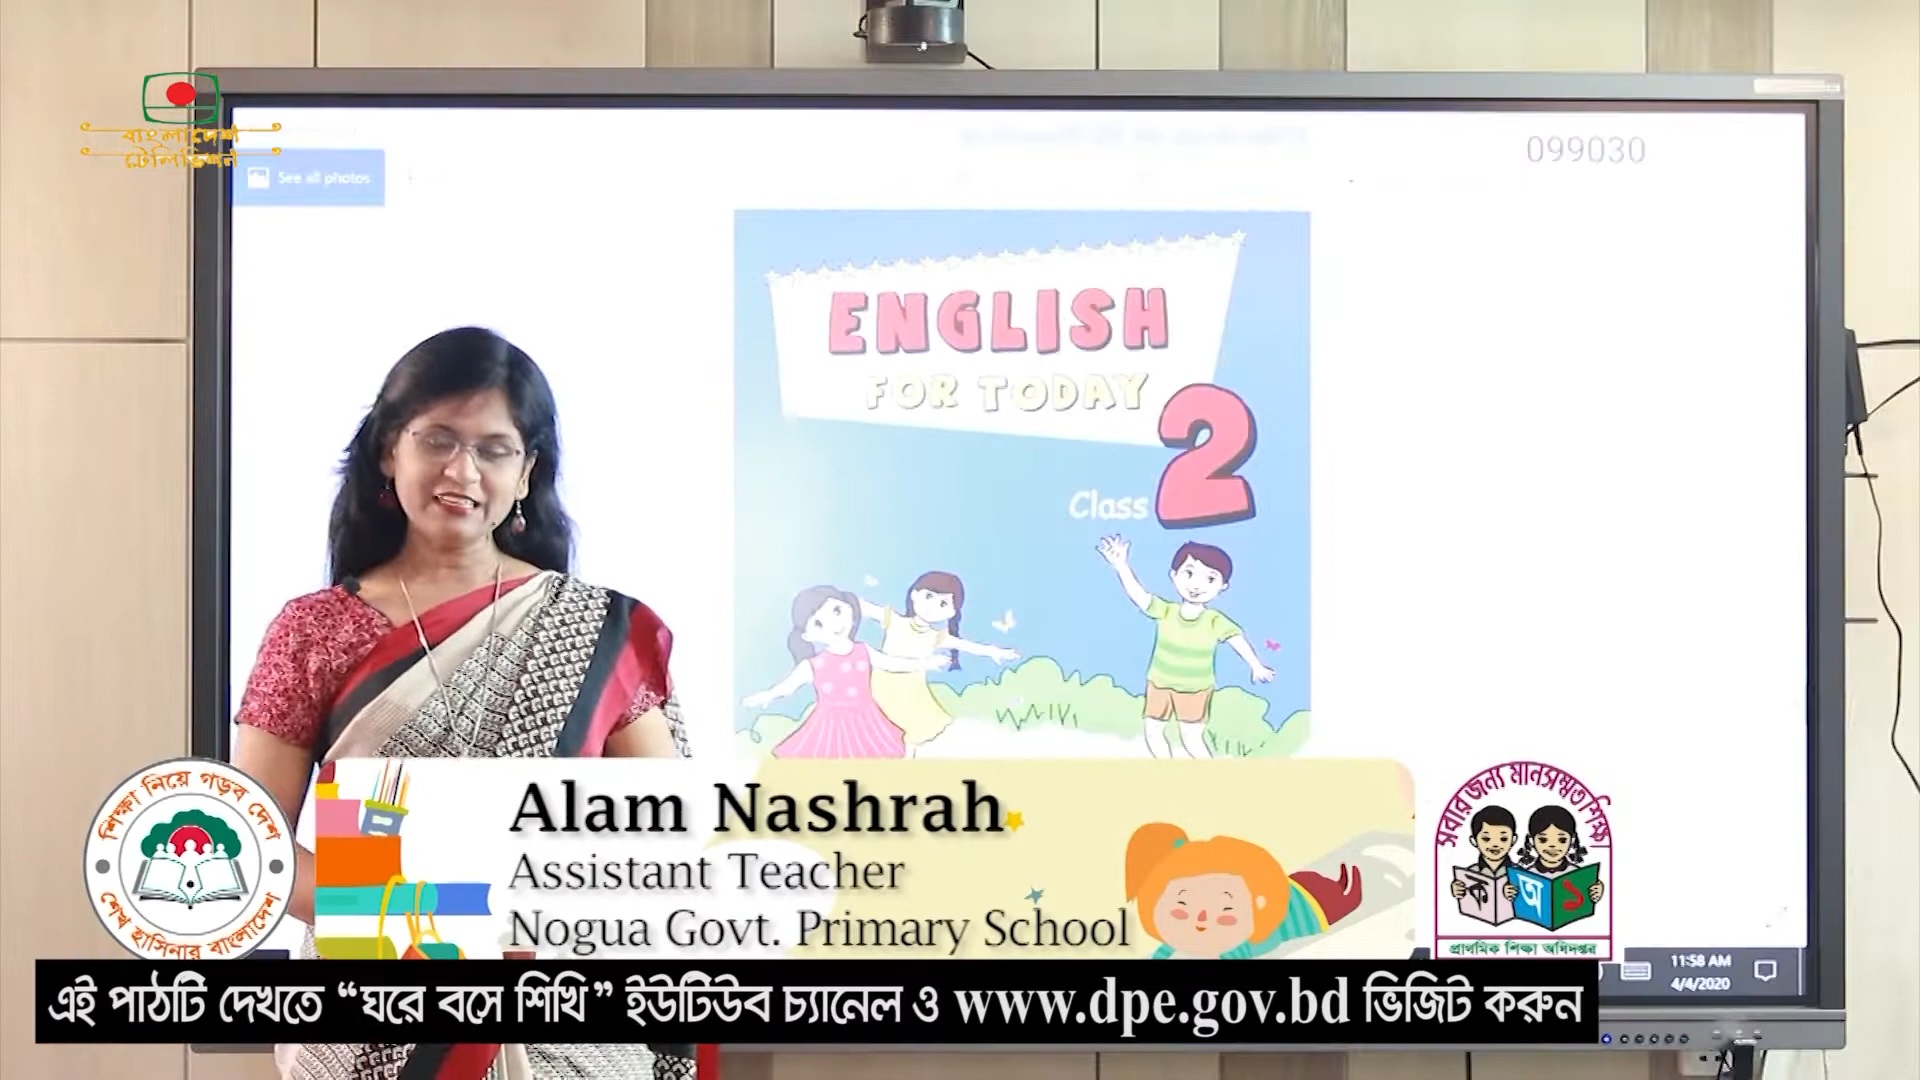 বাংলাদেশ
টেলিভিশন
See all photos
099030
ENGLISH
FOR TODAY
Class 2
Alam Nashrah
Assistant Teacher
Nogua Govt. Primary School
শিক্ষা নিয়ে গড়ব দেশ
শেখ হাসিনার বাংলাদেশ
সবার জন্য মানসম্মত শিক্ষা
ক অ ১
প্রাথমিক শিক্ষা অধিদপ্তর
11:58 AM
4/4/2020
এই পাঠটি দেখতে “ঘরে বসে শিখি” ইউটিউব চ্যানেল ও www.dpe.gov.bd ভিজিট করুন